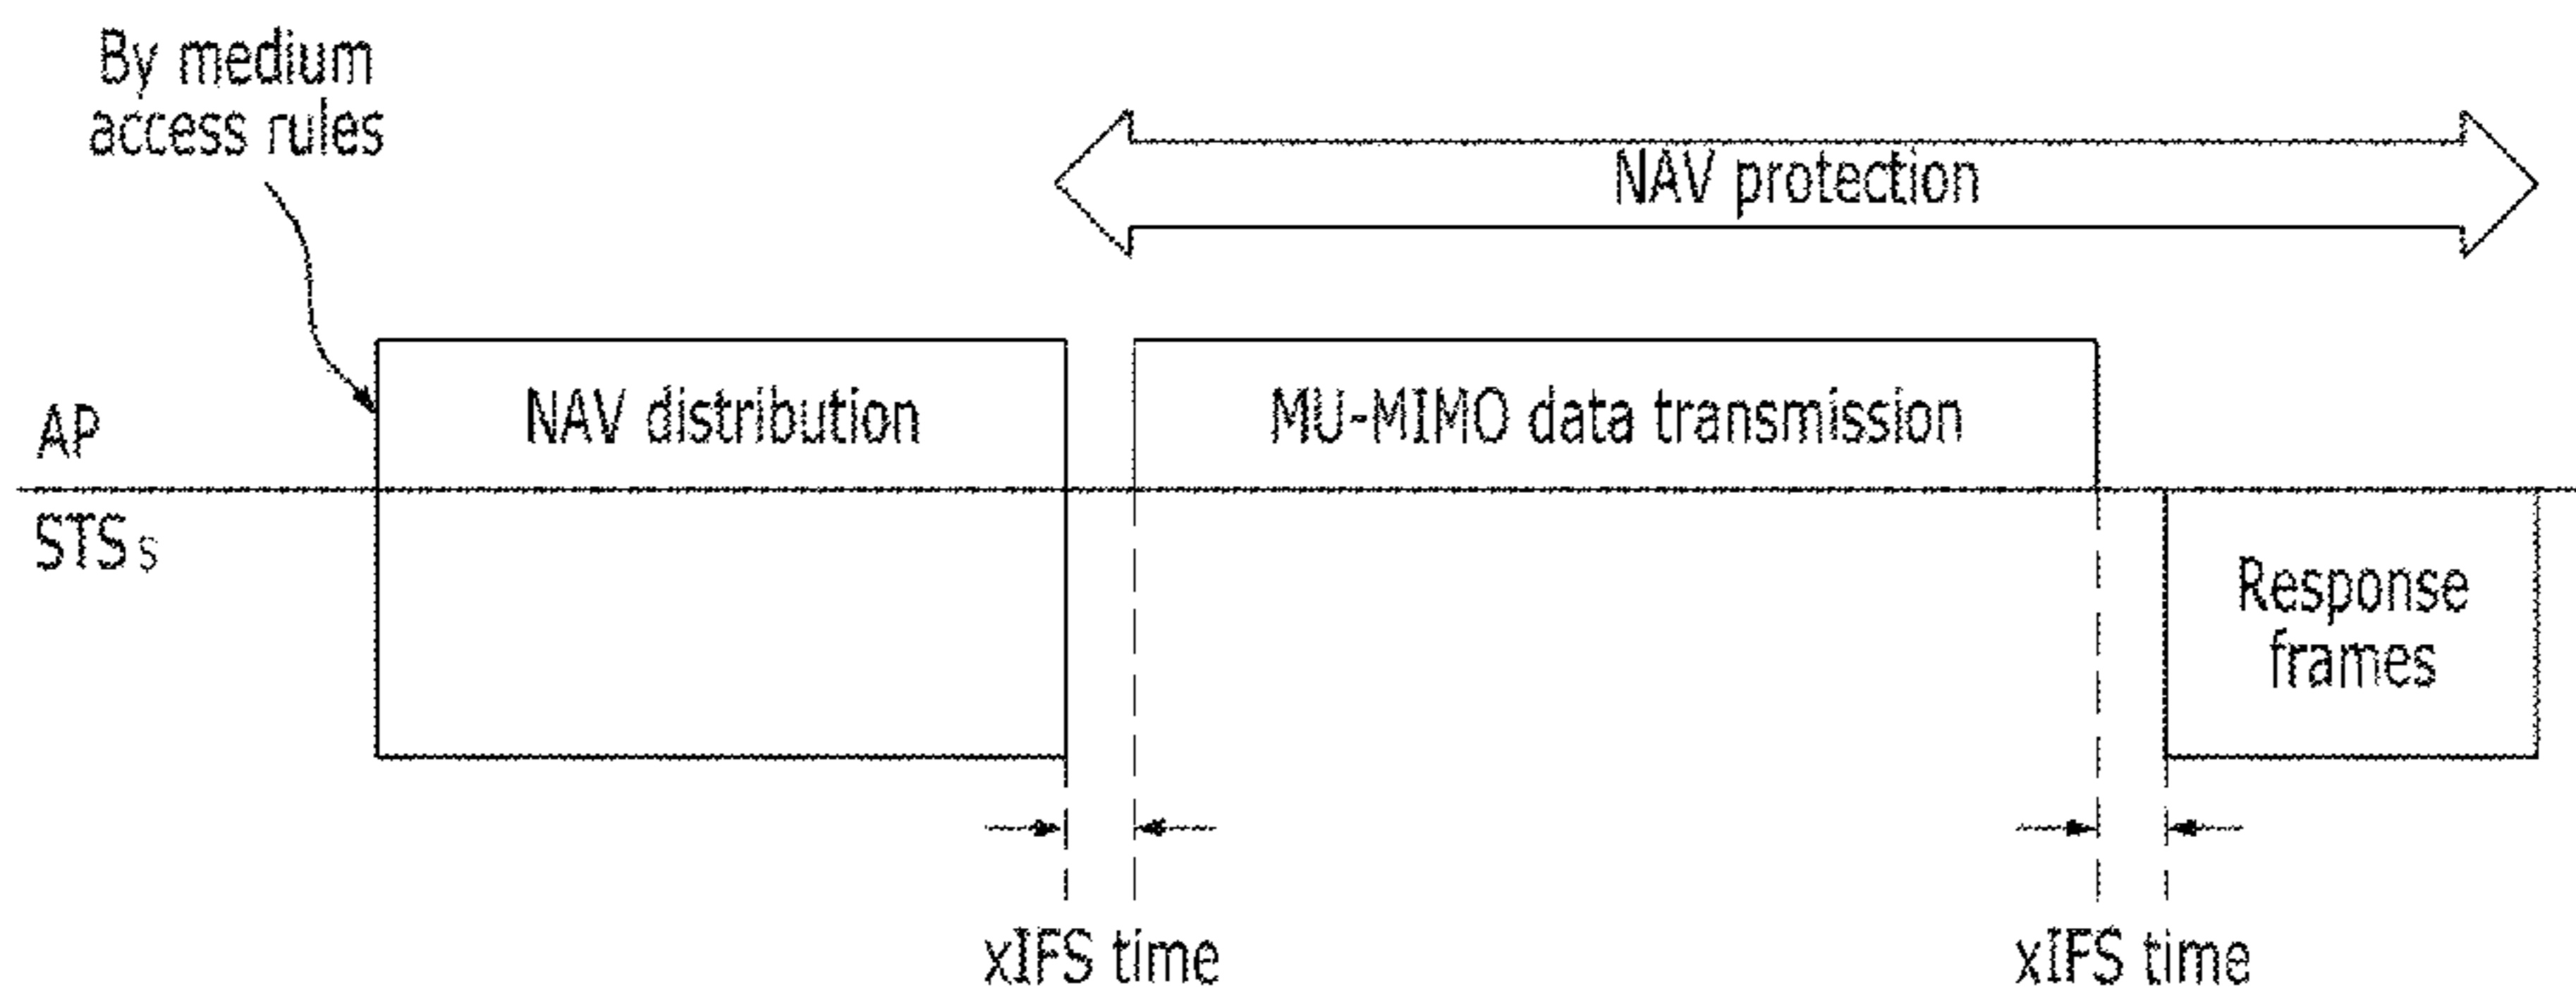 By medium
access rules
NAV protection
AP
NAV distribution
MU-MIMO data transmission
STSs
Response
frames
xIFS time
xIFS time